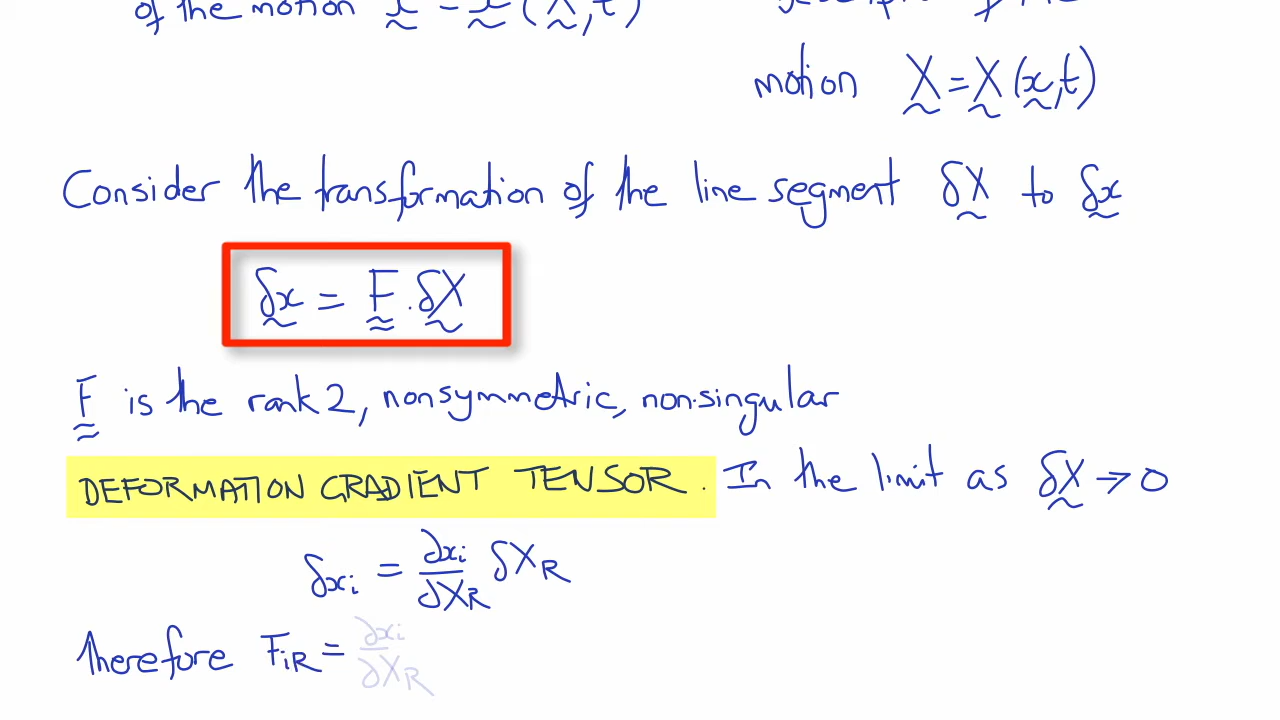 of the motion x = x (X, t)
motion X = X (x, t)
Consider the transformation of the line segment δX to δx
δx = F . δX
F is the rank 2, nonsymmetric, non-singular
DEFORMATION GRADIENT TENSOR. In the limit as δX → 0
δxi = ∂xi/∂XR δXR
therefore FiR = ∂xi/∂XR